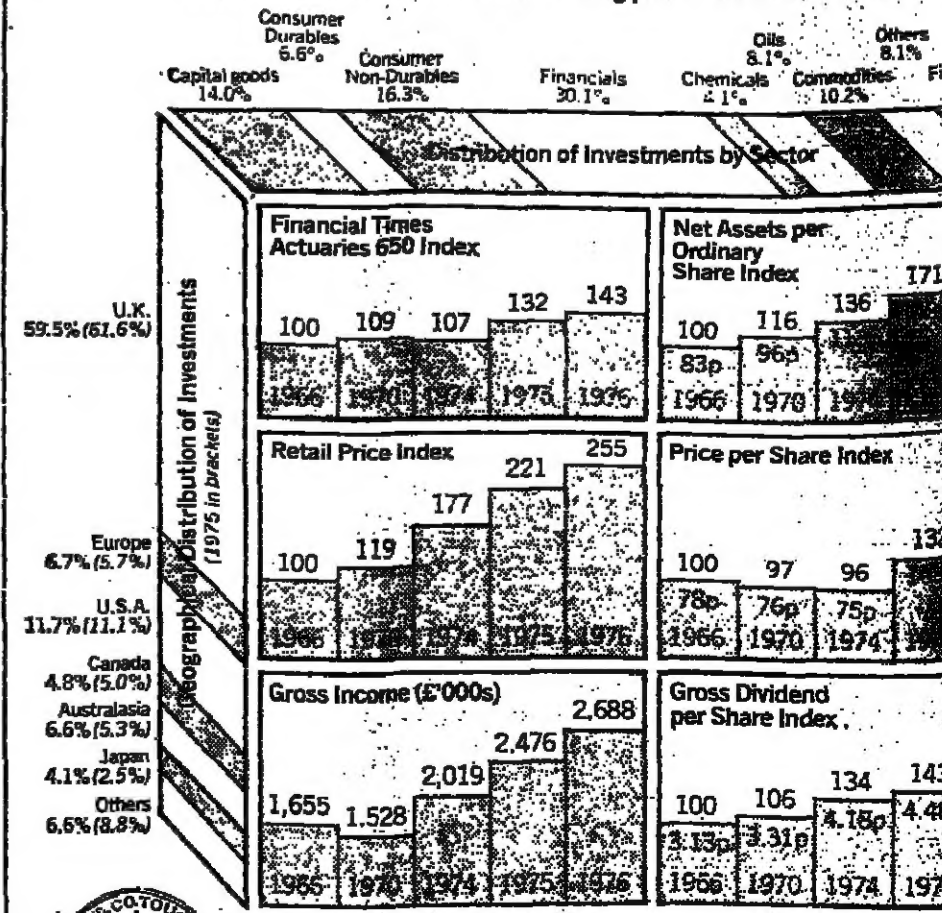 Consumer
Durables
6.6%
Capital goods
14.0%
Consumer
Non-Durables
16.3%
Financials
30.1%
Chemicals
Oils
8.1%
Commodities
10.2%
Others
8.1%
Distribution of Investments by Sector
Geographical Distribution of Investments
(1975 in brackets)
U.K.
59.5% (61.6%)
Europe
6.7% (5.7%)
U.S.A.
11.7% (11.1%)
Canada
4.8% (5.0%)
Australasia
6.6% (5.3%)
Japan
4.1% (2.5%)
Others
6.6% (8.8%)
Financial Times
Actuaries 650 Index
100 109 107 132 143
1966 1970 1974 1975 1976
Net Assets per
Ordinary
Share Index
100 116 136 171
83p 96p
1966 1970
Retail Price Index
100 119 177 221 255
1966 1970 1974 1975 1976
Price per Share Index
100 97 96
78p 76p 75p
1966 1970 1974
Gross Income (£'000s)
1,655 1.528 2,019 2,476 2,688
1966 1970 1974 1975 1976
Gross Dividend
per Share Index
100 106 134
3.13p 3.31p 4.18p
1966 1970 1974